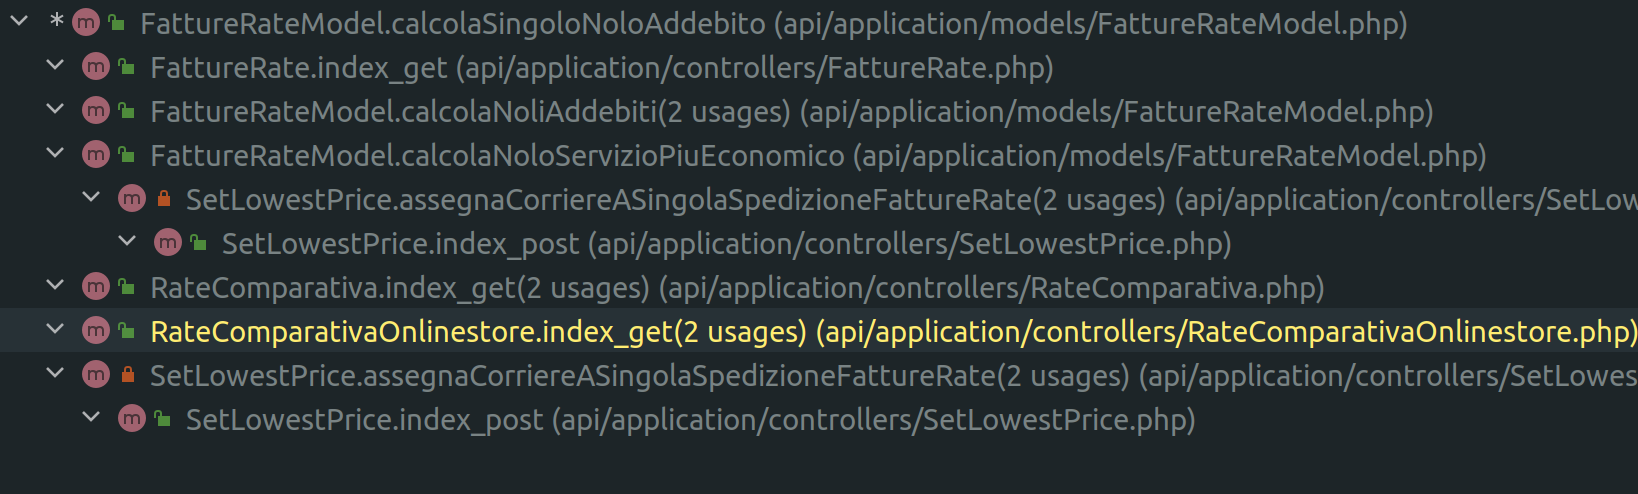 * m FattureRateModel.calcolaSingoloNoloAddebito (api/application/models/FattureRateModel.php)
m FattureRate.index_get (api/application/controllers/FattureRate.php)
m FattureRateModel.calcolaNoliAddebiti(2 usages) (api/application/models/FattureRateModel.php)
m FattureRateModel.calcolaNoloServizioPiuEconomico (api/application/models/FattureRateModel.php)
m SetLowestPrice.assegnaCorriereASingolaSpedizioneFattureRate(2 usages) (api/application/controllers/SetLow
m SetLowestPrice.index_post (api/application/controllers/SetLowestPrice.php)
m RateComparativa.index_get(2 usages) (api/application/controllers/RateComparativa.php)
m RateComparativaOnlinestore.index_get(2 usages) (api/application/controllers/RateComparativaOnlinestore.php)
m SetLowestPrice.assegnaCorriereASingolaSpedizioneFattureRate(2 usages) (api/application/controllers/SetLowes
m SetLowestPrice.index_post (api/application/controllers/SetLowestPrice.php)